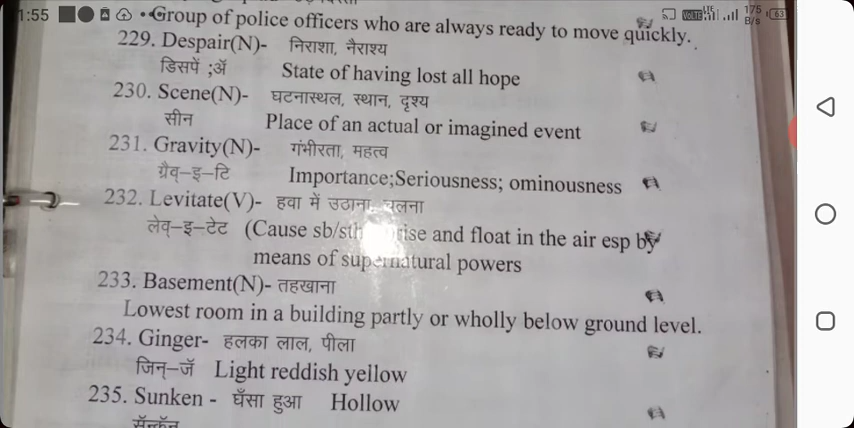 1:55
175 B/s 63
•Group of police officers who are always ready to move quickly.
229. Despair(N)- निराशा, नैराश्य
डिसपें ;ॲ State of having lost all hope
230. Scene(N)- घटनास्थल, स्थान, दृश्य
सीन Place of an actual or imagined event
231. Gravity(N)- गंभीरता, महत्व
ग्रैव्–इ–टि Importance;Seriousness; ominousness
232. Levitate(V)- हवा में उठाना, चलना
लेव्–इ–टेट (Cause sb/sth rise and float in the air esp by
means of supernatural powers
233. Basement(N)- तहखाना
Lowest room in a building partly or wholly below ground level.
234. Ginger- हलका लाल, पीला
जिन्–जॅ Light reddish yellow
235. Sunken - घँसा हुआ Hollow